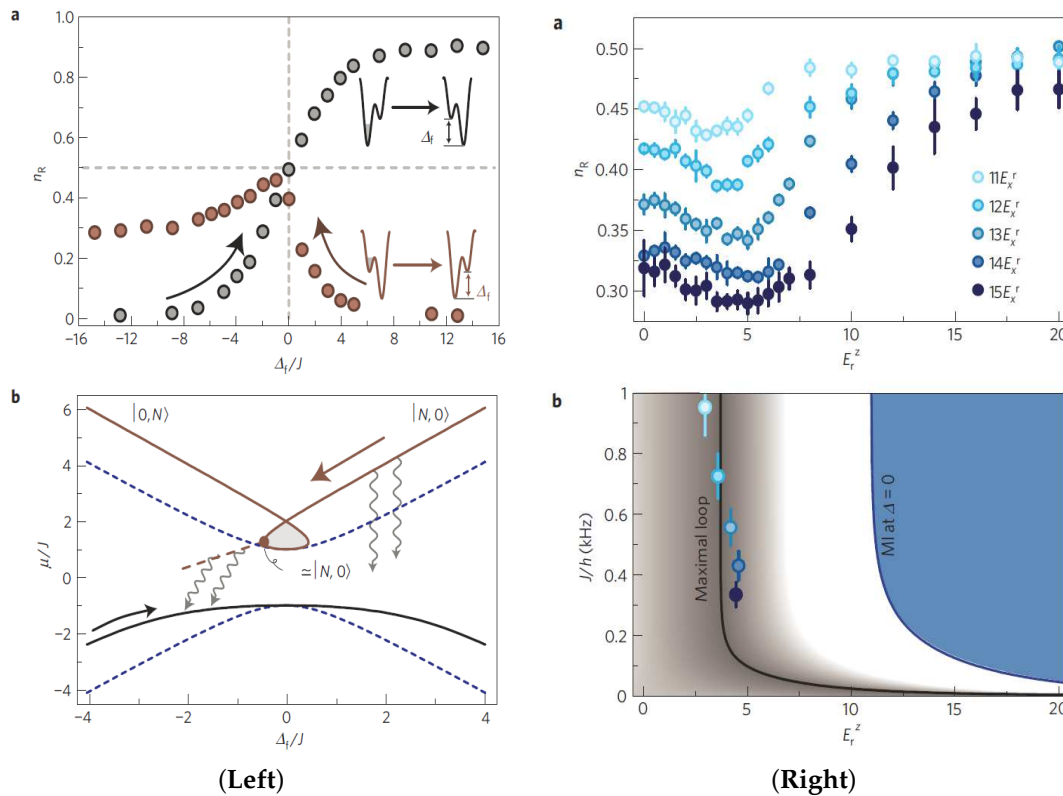 a
1.0
0.8
0.6
0.4
0.2
0
n_R
Δ_f
Δ_f
−16 −12 −8 −4 0 4 8 12 16
Δ_f/J
b
6
4
2
0
−2
−4
μ/J
|0,N⟩
|N, 0⟩
≃|N, 0⟩
−4 −2 0 2 4
Δ_f/J
(Left)
a
0.50
0.45
0.40
0.35
0.30
n_R
11E_x^r
12E_x^r
13E_x^r
14E_x^r
15E_x^r
0 5 10 15 20
E_r^z
b
1
0.8
0.6
0.4
0.2
0
J/h (kHz)
Maximal loop
MI at Δ = 0
0 5 10 15 20
E_r^z
(Right)